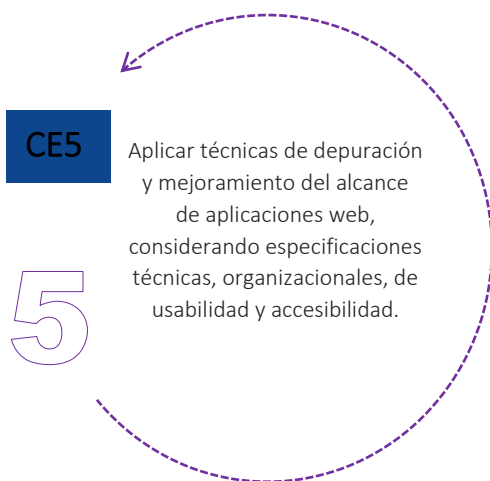 CE5
Aplicar técnicas de depuración
y mejoramiento del alcance
de aplicaciones web,
considerando especificaciones
técnicas, organizacionales, de
usabilidad y accesibilidad.
5